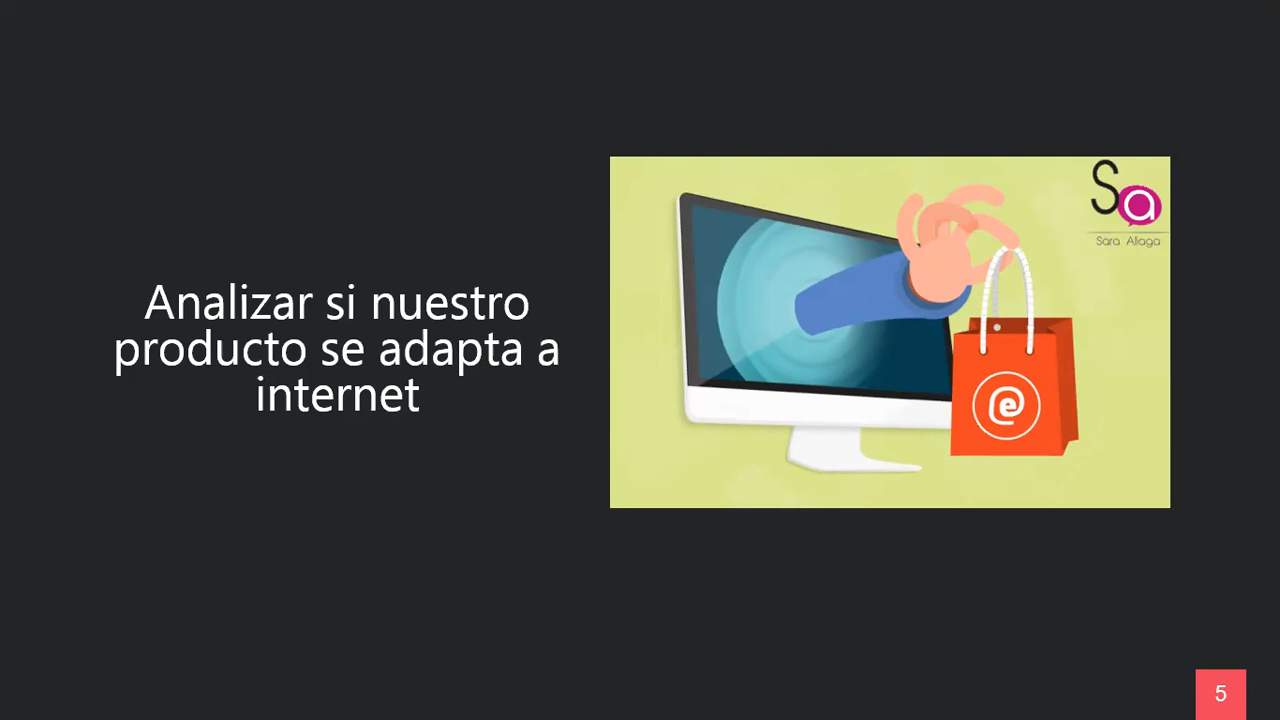 Analizar si nuestro
producto se adapta a
internet
Sa
Sara Aliaga
e
5